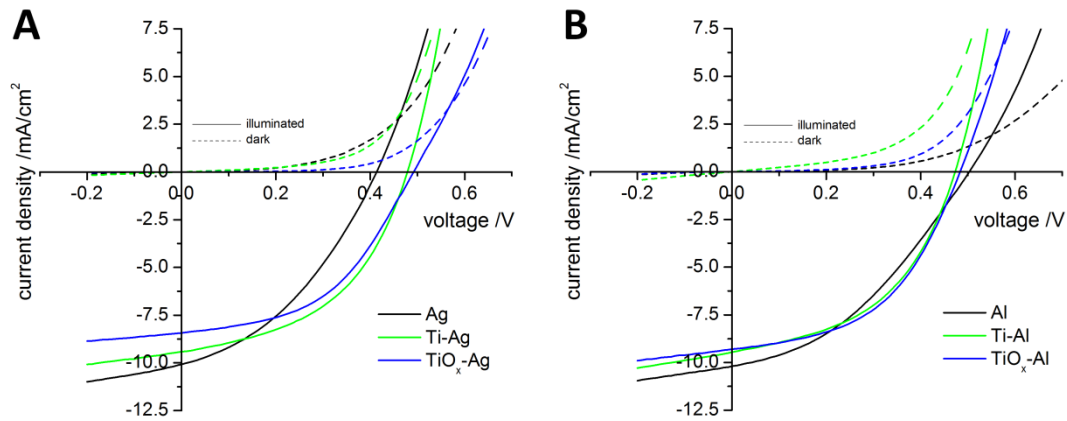 A
7.5
5.0
2.5
0.0
-2.5
-5.0
-7.5
-10.0
-12.5
current density /mA/cm²
-0.2
0.0
0.2
0.4
0.6
voltage /V
illuminated
dark
Ag
Ti-Ag
TiOₓ-Ag
B
7.5
5.0
2.5
0.0
-2.5
-5.0
-7.5
-10.0
-12.5
current density /mA/cm²
-0.2
0.0
0.2
0.4
0.6
voltage /V
illuminated
dark
Al
Ti-Al
TiOₓ-Al